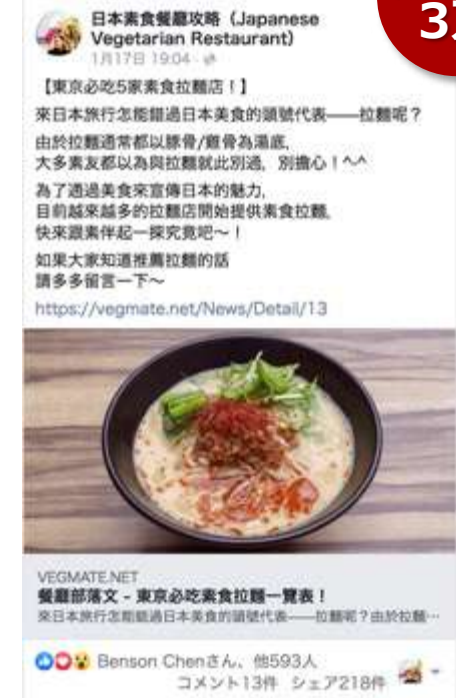 日本素食餐廳攻略（Japanese
Vegetarian Restaurant）
1月17日 19:04
【東京必吃5家素食拉麵店！】
來日本旅行怎能錯過日本美食的頭號代表——拉麵呢？
由於拉麵通常都以豚骨/雞骨為湯底，
大多素友都以為與拉麵就此別過，別擔心！^^
為了通過美食來宣傳日本的魅力，
目前越來越多的拉麵店開始提供素食拉麵，
快來跟素伴起一探究竟吧～！
如果大家知道推薦拉麵的話
請多多留言一下～
https://vegmate.net/News/Detail/13
VEGMATE.NET
餐廳部落文 - 東京必吃素食拉麵一覽表！
來日本旅行怎能錯過日本美食的頭號代表——拉麵呢？由於拉麵…
Benson Chenさん、他593人
コメント13件 シェア218件
3